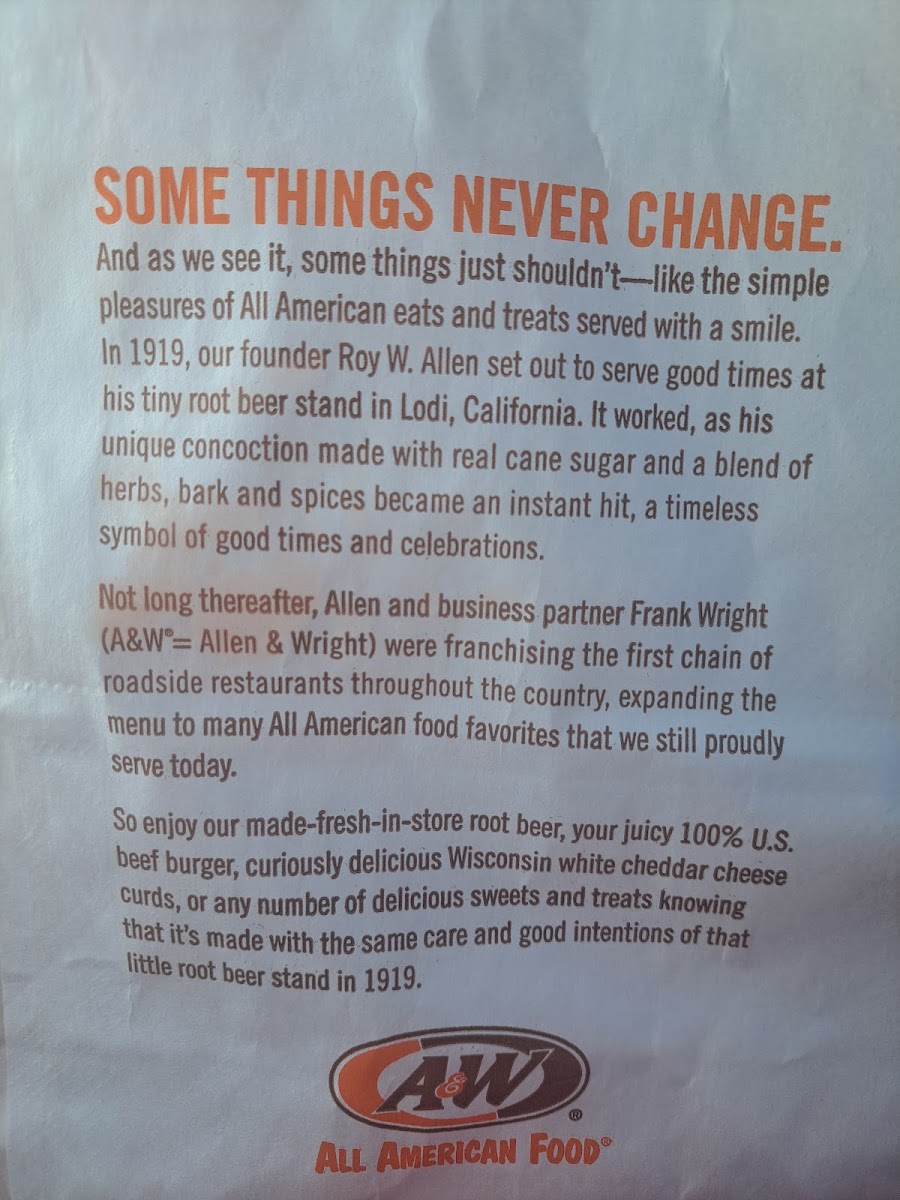 SOME THINGS NEVER CHANGE.
And as we see it, some things just shouldn't—like the simple
pleasures of All American eats and treats served with a smile.
In 1919, our founder Roy W. Allen set out to serve good times at
his tiny root beer stand in Lodi, California. It worked, as his
unique concoction made with real cane sugar and a blend of
herbs, bark and spices became an instant hit, a timeless
symbol of good times and celebrations.
Not long thereafter, Allen and business partner Frank Wright
(A&W®= Allen & Wright) were franchising the first chain of
roadside restaurants throughout the country, expanding the
menu to many All American food favorites that we still proudly
serve today.
So enjoy our made-fresh-in-store root beer, your juicy 100% U.S.
beef burger, curiously delicious Wisconsin white cheddar cheese
curds, or any number of delicious sweets and treats knowing
that it's made with the same care and good intentions of that
little root beer stand in 1919.
A&W®
ALL AMERICAN FOOD®